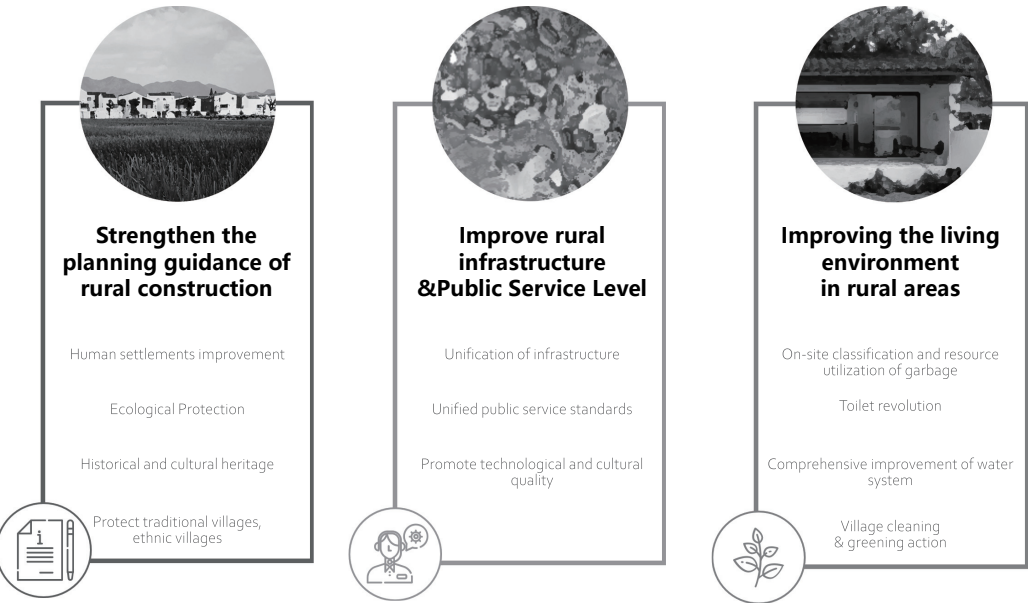 Strengthen the
planning guidance of
rural construction
Human settlements improvement
Ecological Protection
Historical and cultural heritage
Protect traditional villages,
ethnic villages
i
Improve rural
infrastructure
&Public Service Level
Unification of infrastructure
Unified public service standards
Promote technological and cultural
quality
Improving the living
environment
in rural areas
On-site classification and resource
utilization of garbage
Toilet revolution
Comprehensive improvement of water
system
Village cleaning
& greening action